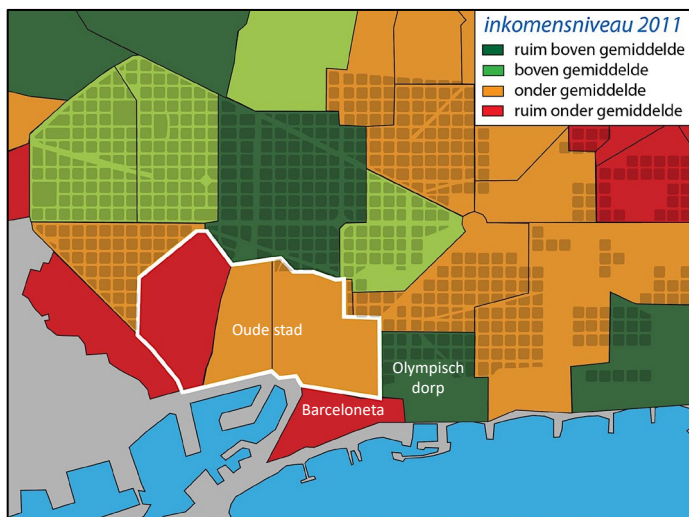 inkomensniveau 2011
ruim boven gemiddelde
boven gemiddelde
onder gemiddelde
ruim onder gemiddelde
Oude stad
Olympisch
dorp
Barceloneta